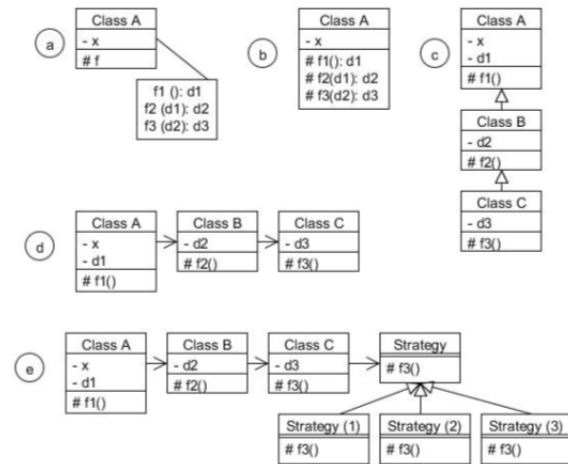 a
Class A
- x
# f
f1 (): d1
f2 (d1): d2
f3 (d2): d3
b
Class A
- x
# f1(): d1
# f2(d1): d2
# f3(d2): d3
c
Class A
- x
- d1
# f1()
Class B
- d2
# f2()
Class C
- d3
# f3()
d
Class A
- x
- d1
# f1()
Class B
- d2
# f2()
Class C
- d3
# f3()
e
Class A
- x
- d1
# f1()
Class B
- d2
# f2()
Class C
- d3
# f3()
Strategy
# f3()
Strategy (1)
# f3()
Strategy (2)
# f3()
Strategy (3)
# f3()